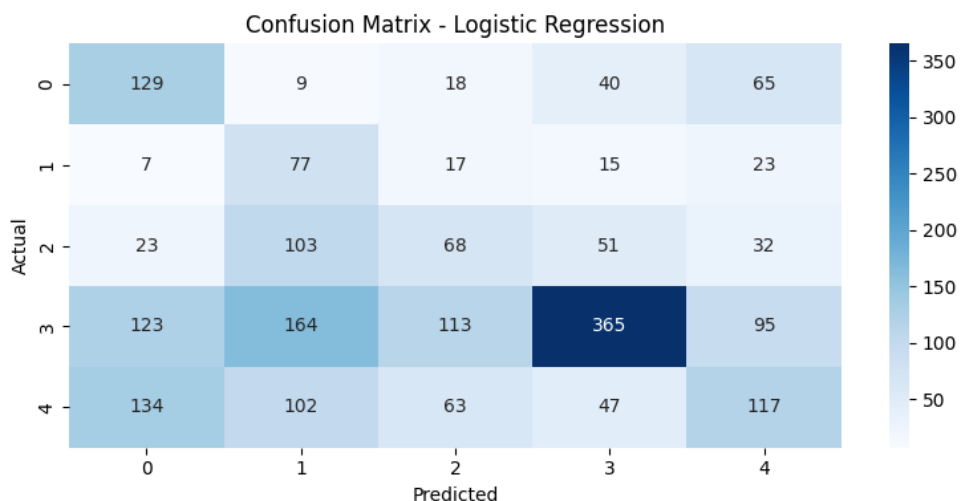 Confusion Matrix - Logistic Regression
0 129 9 18 40 65
1 7 77 17 15 23
2 23 103 68 51 32
3 123 164 113 365 95
4 134 102 63 47 117
0 1 2 3 4
Predicted
Actual
350
300
250
200
150
100
50